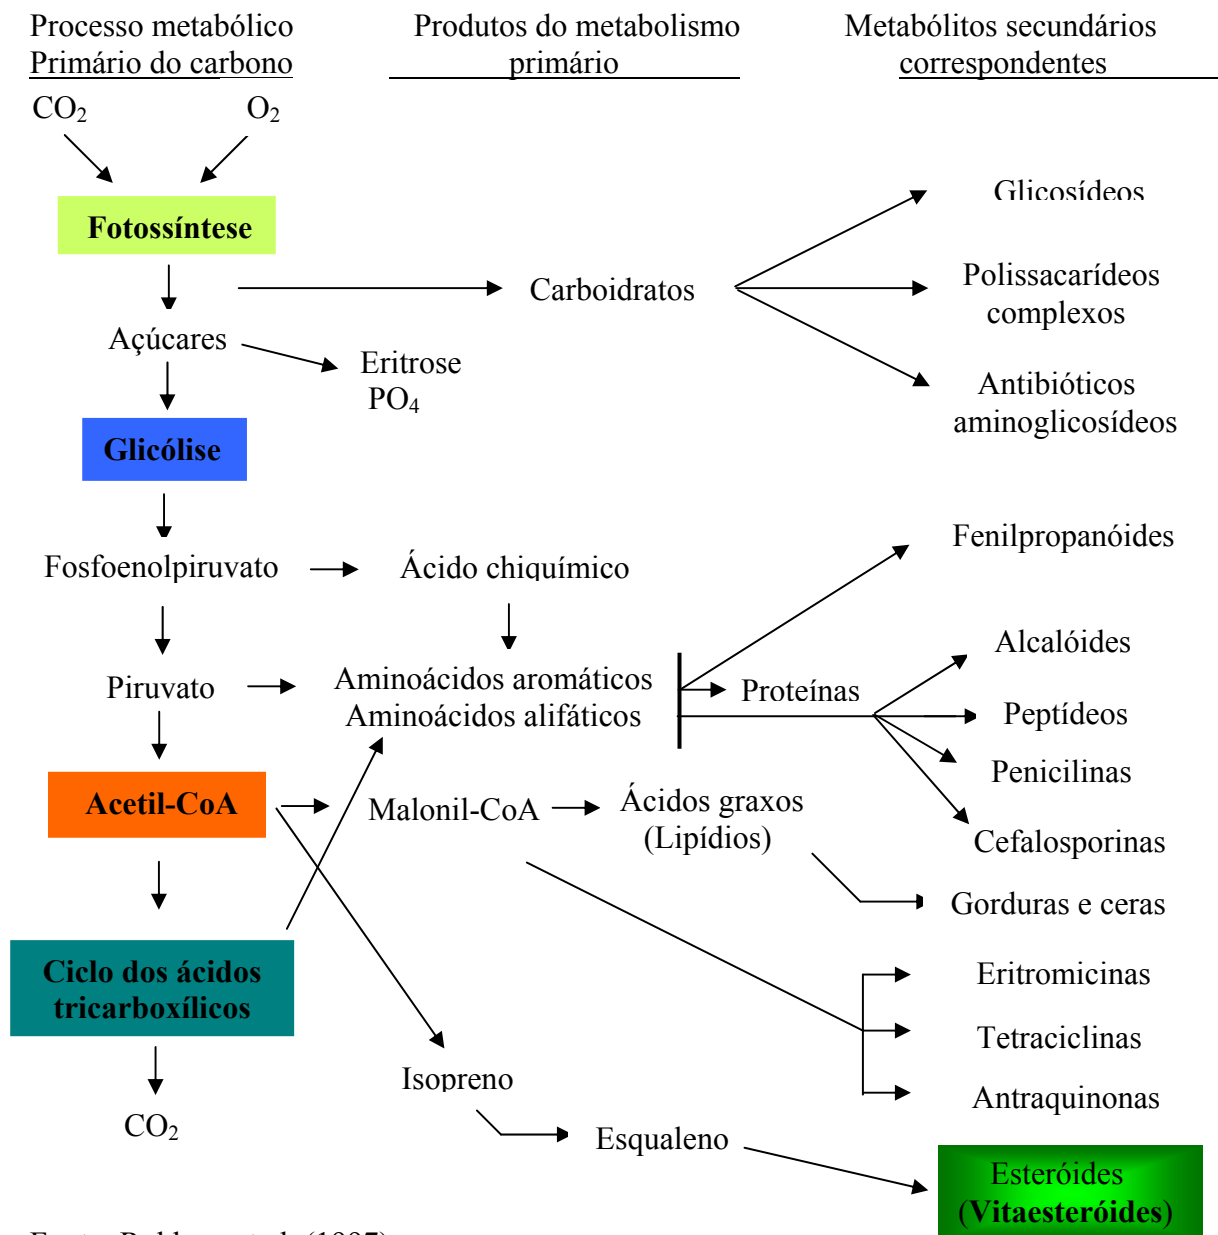 Processo metabólico
Primário do carbono
Produtos do metabolismo
primário
Metabólitos secundários
correspondentes
CO₂
O₂
Fotossíntese
Glicosídeos
Carboidratos
Polissacarídeos
complexos
Açúcares
Eritrose
PO₄
Antibióticos
aminoglicosídeos
Glicólise
Fosfoenolpiruvato
Ácido chiquímico
Fenilpropanóides
Piruvato
Aminoácidos aromáticos
Aminoácidos alifáticos
Proteínas
Alcalóides
Peptídeos
Penicilinas
Cefalosporinas
Acetil-CoA
Malonil-CoA
Ácidos graxos
(Lipídios)
Gorduras e ceras
Ciclo dos ácidos
tricarboxílicos
Eritromicinas
Tetraciclinas
Antraquinonas
CO₂
Isopreno
Esqualeno
Esteróides
(Vitaesteróides)